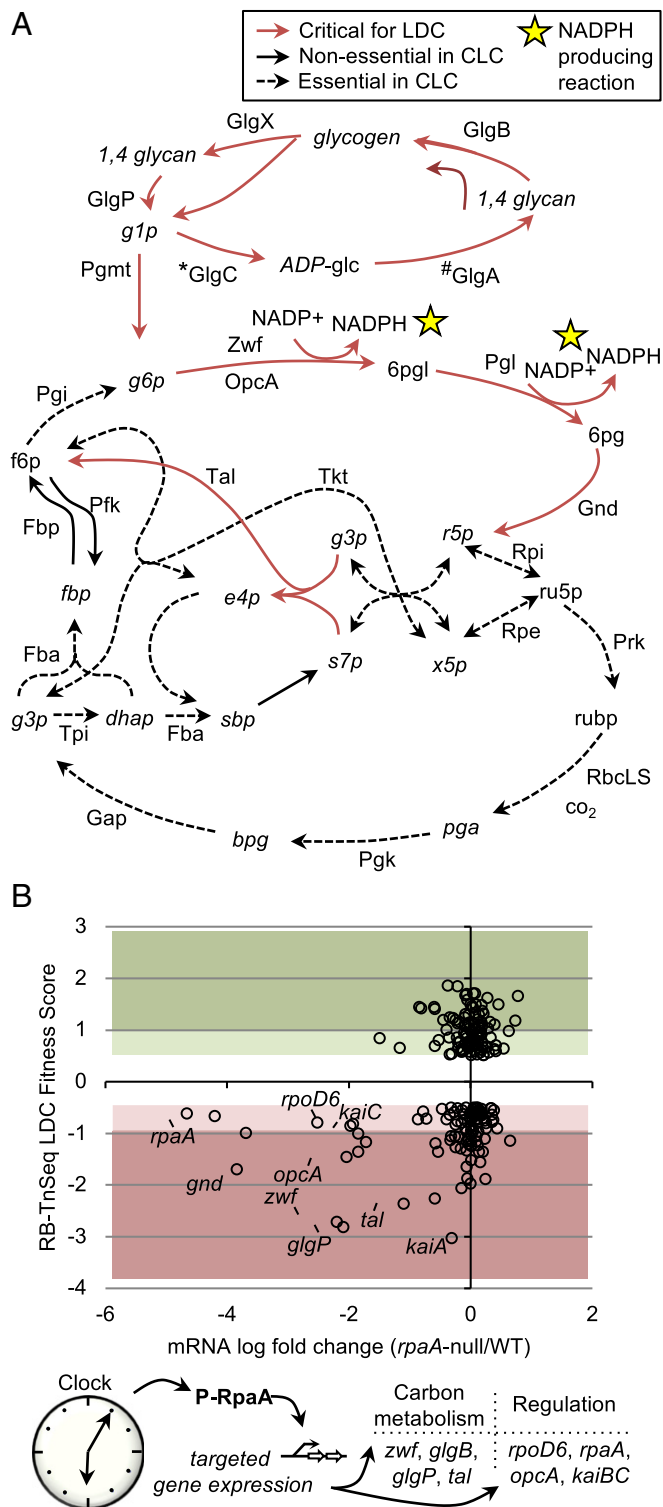 A
Critical for LDC
Non-essential in CLC
Essential in CLC
NADPH
producing
reaction
GlgX
glycogen
GlgB
1,4 glycan
GlgP
1,4 glycan
g1p
Pgmt
*GlgC
ADP-glc
#GlgA
NADP+ NADPH
Zwf
OpcA
g6p
6pgl
Pgl
NADP+
NADPH
6pg
Pgi
f6p
Tal
Tkt
Gnd
Fbp
Pfk
g3p
r5p
Rpi
fbp
e4p
ru5p
Rpe
Prk
Fba
s7p
x5p
g3p
Tpi
dhap
Fba
sbp
rubp
RbcLS
co2
Gap
bpg
Pgk
pga
B
RB-TnSeq LDC Fitness Score
3
2
1
0
-1
-2
-3
-4
rpoD6
kaiC
rpaA
gnd
opcA
zwf
tal
glgP
kaiA
-6
-4
-2
0
2
mRNA log fold change (rpaA-null/WT)
Clock
P-RpaA
targeted
gene expression
Carbon
metabolism
Regulation
zwf, glgB,
glgP, tal
rpoD6, rpaA,
opcA, kaiBC